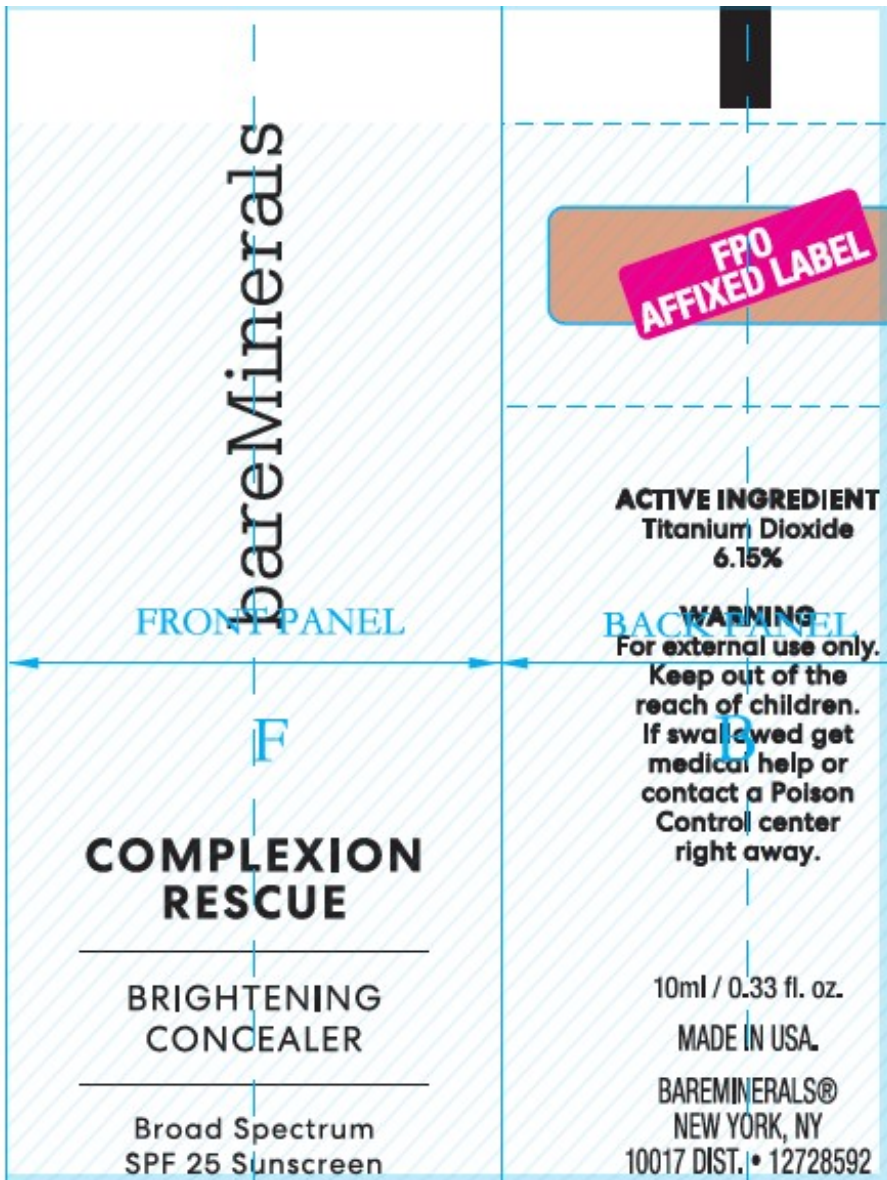 bareMinerals
FRONT PANEL
F
COMPLEXION
RESCUE
BRIGHTENING
CONCEALER
Broad Spectrum
SPF 25 Sunscreen
FPO
AFFIXED LABEL
ACTIVE INGREDIENT
Titanium Dioxide
6.15%
WARNING
BACK PANEL
For external use only.
Keep out of the
reach of children.
If swallowed get
medical help or
contact a Poison
Control center
right away.
B
10ml / 0.33 fl. oz.
MADE IN USA.
BAREMINERALS®
NEW YORK, NY
10017 DIST. • 12728592